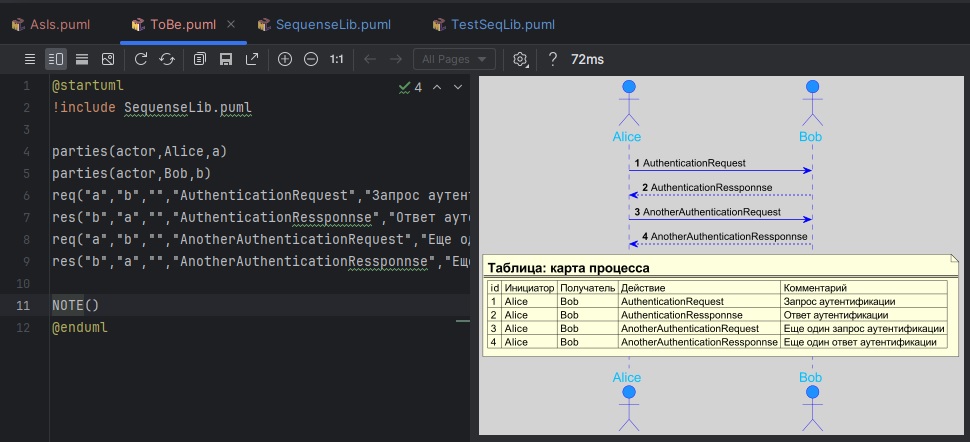 AsIs.puml
ToBe.puml
SequenseLib.puml
TestSeqLib.puml
1:1
All Pages
?
72ms
1 @startuml
4
2 !include SequenseLib.puml
3
4 parties(actor,Alice,a)
5 parties(actor,Bob,b)
6 req("a","b","","AuthenticationRequest","Запрос аутен
7 res("b","a","","AuthenticationRessponnse","Ответ аут
8 req("a","b","","AnotherAuthenticationRequest","Еще о
9 res("b","a","","AnotherAuthenticationRessponnse","Еще
10
11 NOTE()
12 @enduml
Alice Bob
1 AuthenticationRequest
2 AuthenticationRessponnse
3 AnotherAuthenticationRequest
4 AnotherAuthenticationRessponnse
Таблица: карта процесса
id Инициатор Получатель Действие Комментарий
1 Alice Bob AuthenticationRequest Запрос аутентификации
2 Alice Bob AuthenticationRessponnse Ответ аутентификации
3 Alice Bob AnotherAuthenticationRequest Еще один запрос аутентификации
4 Alice Bob AnotherAuthenticationRessponnse Еще один ответ аутентификации
Alice Bob